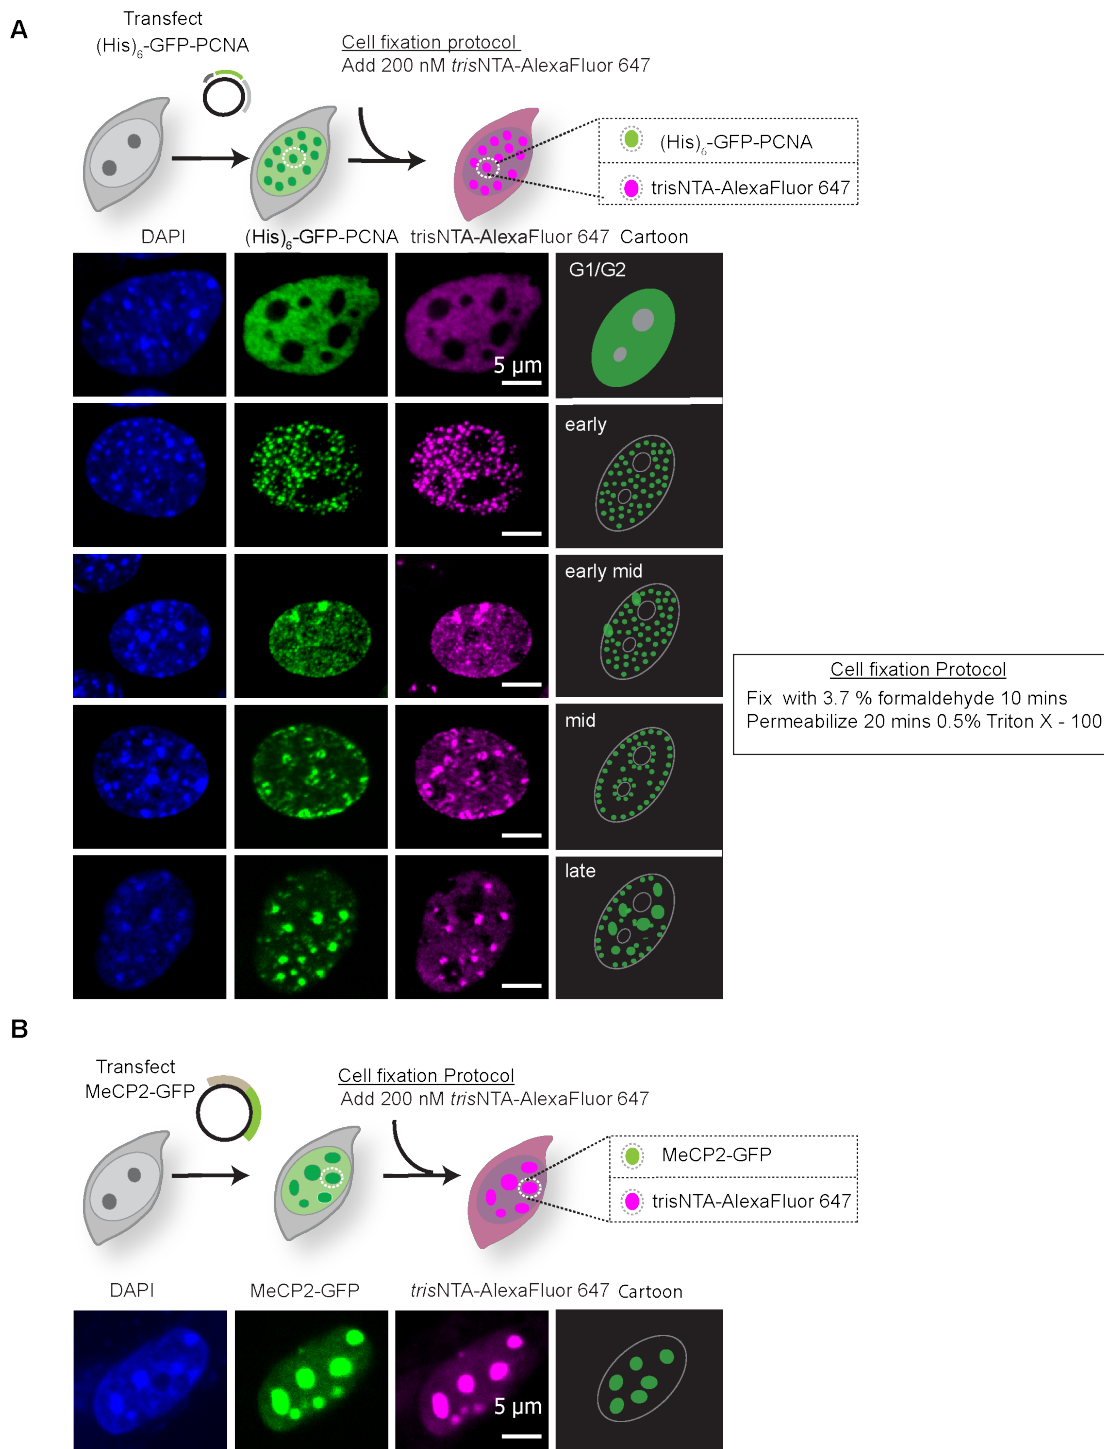 A
Transfect
(His)6-GFP-PCNA
Cell fixation protocol
Add 200 nM trisNTA-AlexaFluor 647
(His)6-GFP-PCNA
trisNTA-AlexaFluor 647
DAPI (His)6-GFP-PCNA trisNTA-AlexaFluor 647 Cartoon
G1/G2
5 µm
early
early mid
Cell fixation Protocol
Fix with 3.7 % formaldehyde 10 mins
Permeabilize 20 mins 0.5% Triton X - 100
mid
late
B
Transfect
MeCP2-GFP
Cell fixation Protocol
Add 200 nM trisNTA-AlexaFluor 647
MeCP2-GFP
trisNTA-AlexaFluor 647
DAPI MeCP2-GFP trisNTA-AlexaFluor 647 Cartoon
5 µm